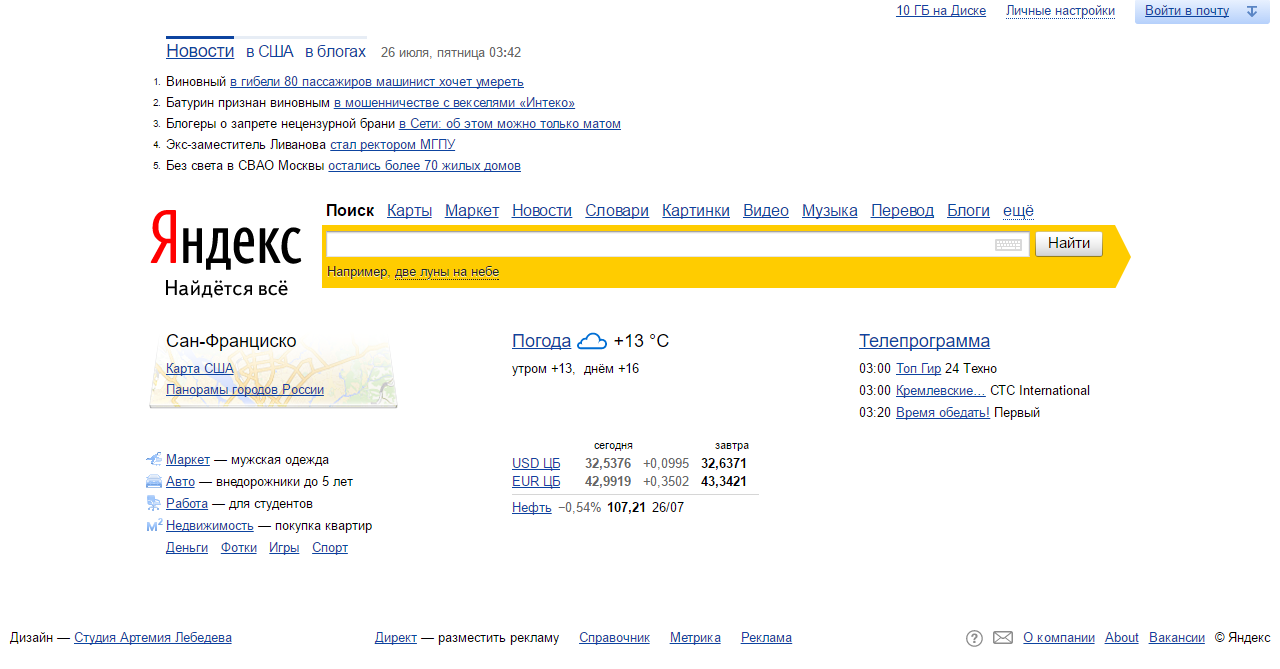 10 ГБ на Диске Личные настройки Войти в почту
Новости в США в блогах 26 июля, пятница 03:42
1. Виновный в гибели 80 пассажиров машинист хочет умереть
2. Батурин признан виновным в мошенничестве с векселями «Интеко»
3. Блогеры о запрете нецензурной брани в Сети: об этом можно только матом
4. Экс-заместитель Ливанова стал ректором МГПУ
5. Без света в СВАО Москвы остались более 70 жилых домов
Поиск Карты Маркет Новости Словари Картинки Видео Музыка Перевод Блоги ещё
Яндекс
Найти
Например, две луны на небе
Найдётся всё
Сан-Франциско
Карта США
Панорамы городов России
Погода +13 °C
утром +13, днём +16
Телепрограмма
03:00 Топ Гир 24 Техно
03:00 Кремлевские... СТС International
03:20 Время обедать! Первый
Маркет — мужская одежда
Авто — внедорожники до 5 лет
Работа — для студентов
м² Недвижимость — покупка квартир
Деньги Фотки Игры Спорт
сегодня завтра
USD ЦБ 32,5376 +0,0995 32,6371
EUR ЦБ 42,9919 +0,3502 43,3421
Нефть −0,54% 107,21 26/07
Дизайн — Студия Артемия Лебедева Директ — разместить рекламу Справочник Метрика Реклама ? О компании About Вакансии © Яндекс